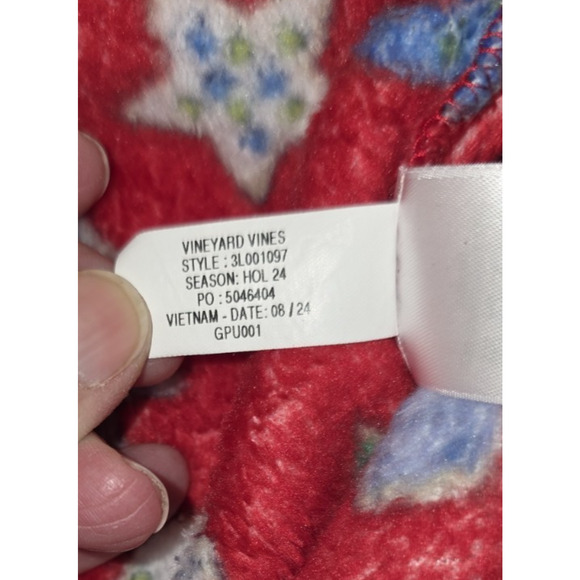 VINEYARD VINES
STYLE : 3L001097
SEASON: HOL 24
PO : 5046404
VIETNAM - DATE: 08 / 24
GPU001